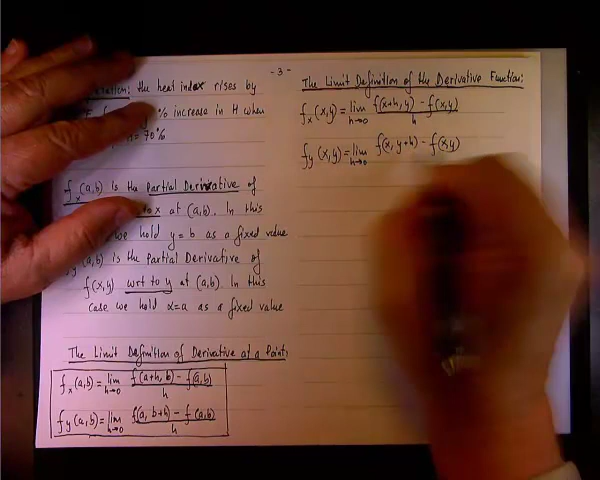 - 3 -
the heat index rises by
% increase in H when
= 70%
f_x (a,b) is the Partial Derivative of
to x at (a,b). In this
we hold y = b as a fixed value
(a,b) is the Partial Derivative of
f(x,y) wrt to y at (a,b). In this
case we hold x=a as a fixed value
The Limit Definition of Derivative at a Point:
f_x (a,b) = lim_{h→0} (f(a+h, b) - f(a,b))/h
f_y (a,b) = lim_{h→0} (f(a, b+h) - f(a,b))/h
The Limit Definition of the Derivative Function:
f_x (x,y) = lim_{h→0} (f(x+h, y) - f(x,y))/h
f_y (x,y) = lim_{h→0} f(x, y+h) - f(x,y)